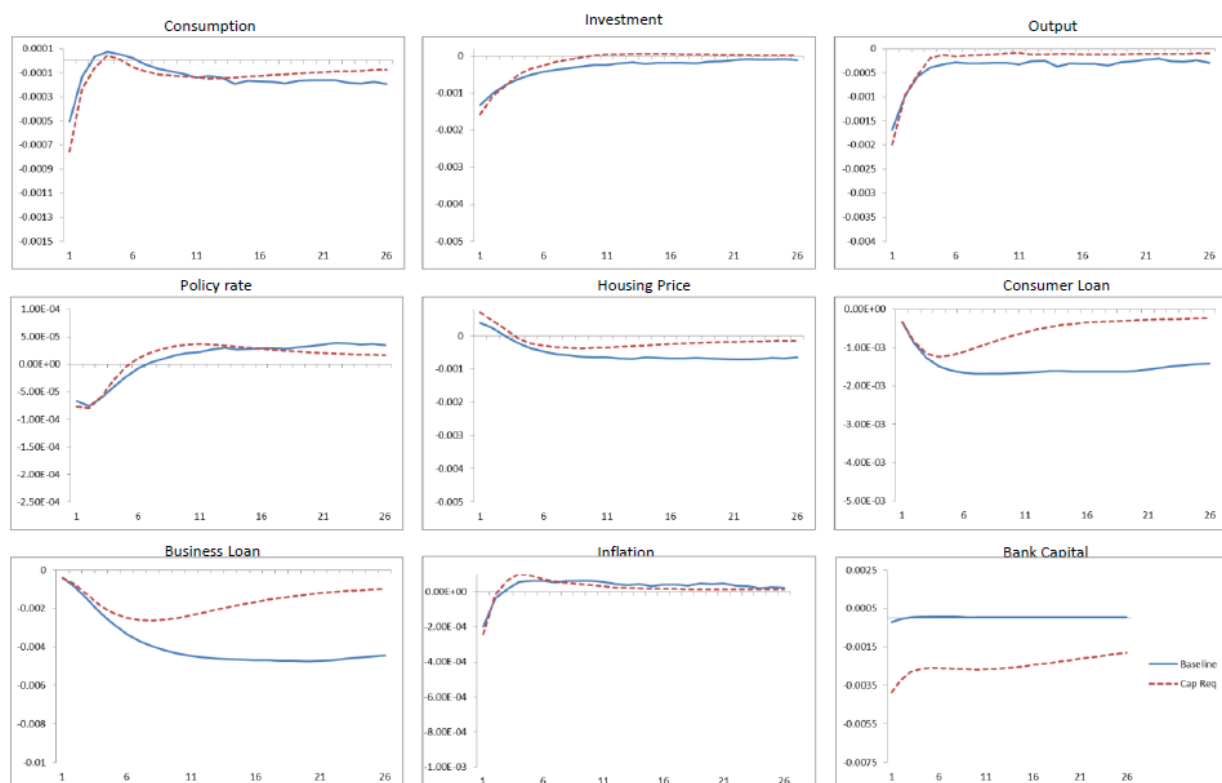 Consumption
0.0001
-0.0001
-0.0003
-0.0005
-0.0007
-0.0009
-0.0011
-0.0013
-0.0015
1 6 11 16 21 26
Investment
0
-0.001
-0.002
-0.003
-0.004
-0.005
1 6 11 16 21 26
Output
0
-0.0005
-0.001
-0.0015
-0.002
-0.0025
-0.003
-0.0035
-0.004
1 6 11 16 21 26
Policy rate
1.00E-04
5.00E-05
0.00E+00
-5.00E-05
-1.00E-04
-1.50E-04
-2.00E-04
-2.50E-04
1 6 11 16 21 26
Housing Price
0
-0.001
-0.002
-0.003
-0.004
-0.005
1 6 11 16 21 26
Consumer Loan
0.00E+00
-1.00E-03
-2.00E-03
-3.00E-03
-4.00E-03
-5.00E-03
1 6 11 16 21 26
Business Loan
0
-0.002
-0.004
-0.006
-0.008
-0.01
1 6 11 16 21 26
Inflation
0.00E+00
-2.00E-04
-4.00E-04
-6.00E-04
-8.00E-04
-1.00E-03
1 6 11 16 21 26
Bank Capital
0.0025
0.0005
-0.0015
-0.0035
-0.0055
-0.0075
1 6 11 16 21 26
Baseline
Cap Req